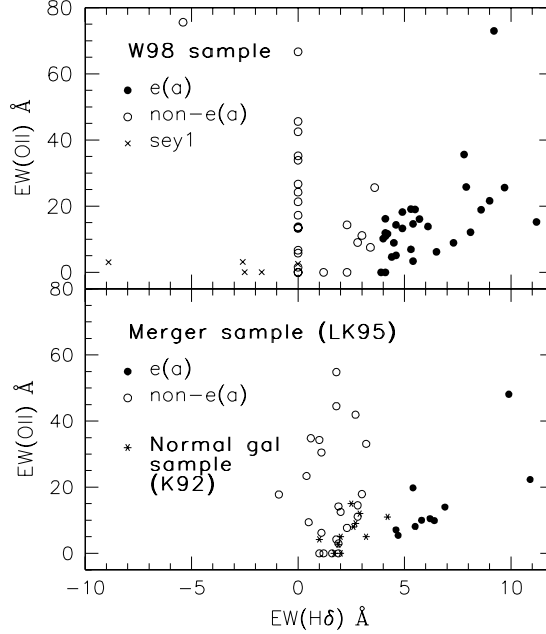 80
W98 sample
e(a)
non-e(a)
sey1
60
40
20
0
EW(OII) Å
80
Merger sample (LK95)
e(a)
non-e(a)
Normal gal
sample
(K92)
60
40
20
0
EW(OII) Å
−10 −5 0 5 10
EW(Hδ) Å